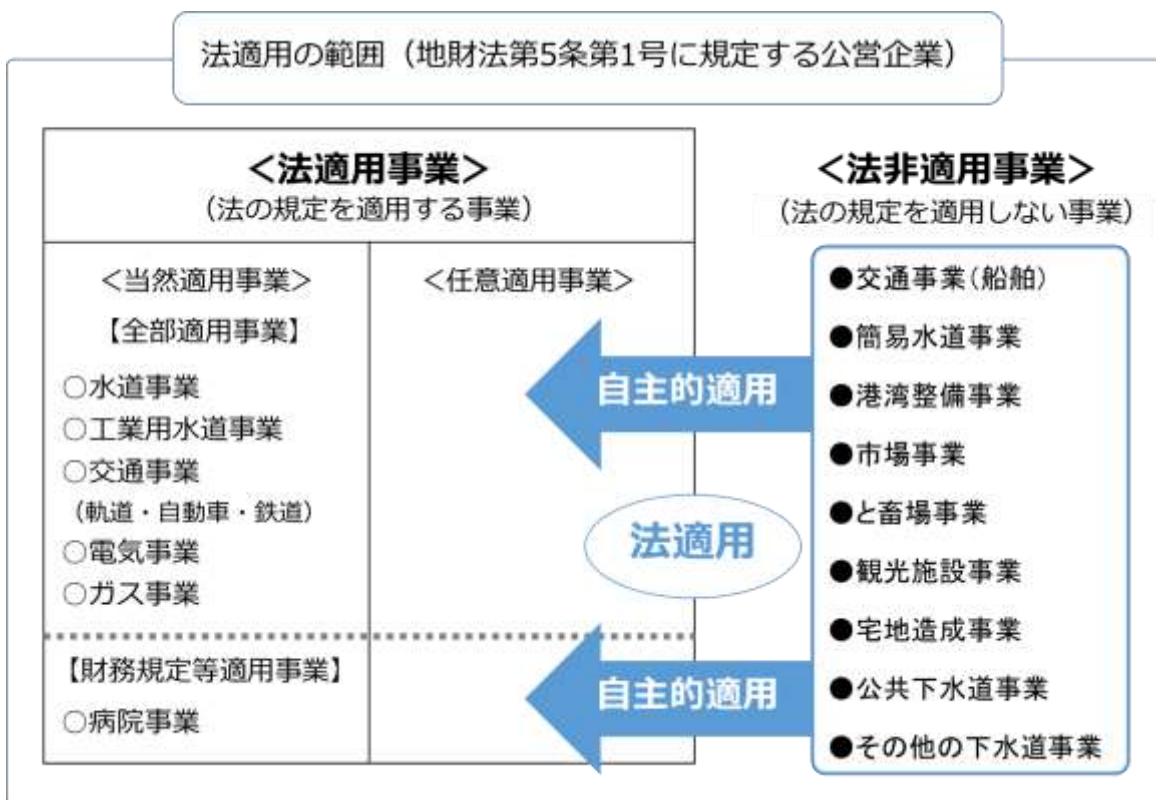 法適用の範囲（地財法第5条第1号に規定する公営企業）
＜法適用事業＞
（法の規定を適用する事業）
＜当然適用事業＞
【全部適用事業】
○水道事業
○工業用水道事業
○交通事業
（軌道・自動車・鉄道）
○電気事業
○ガス事業
【財務規定等適用事業】
○病院事業
＜任意適用事業＞
自主的適用
法適用
自主的適用
＜法非適用事業＞
（法の規定を適用しない事業）
●交通事業（船舶）
●簡易水道事業
●港湾整備事業
●市場事業
●と畜場事業
●観光施設事業
●宅地造成事業
●公共下水道事業
●その他の下水道事業